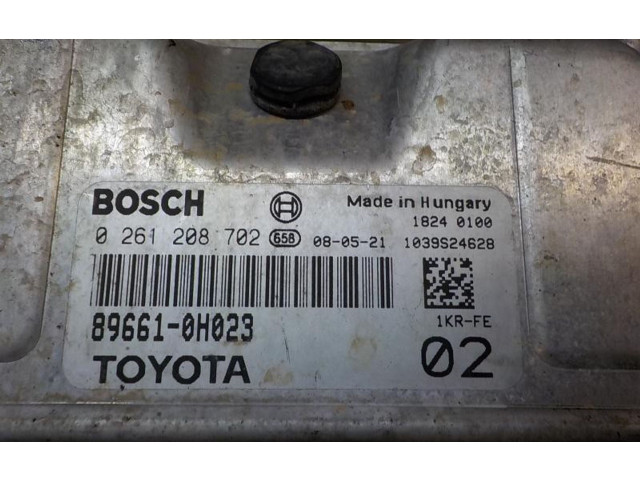 BOSCH Made in Hungary
1824 0100
0 261 208 702 658 08-05-21 1039S24628
89661-0H023 1KR-FE
TOYOTA 02